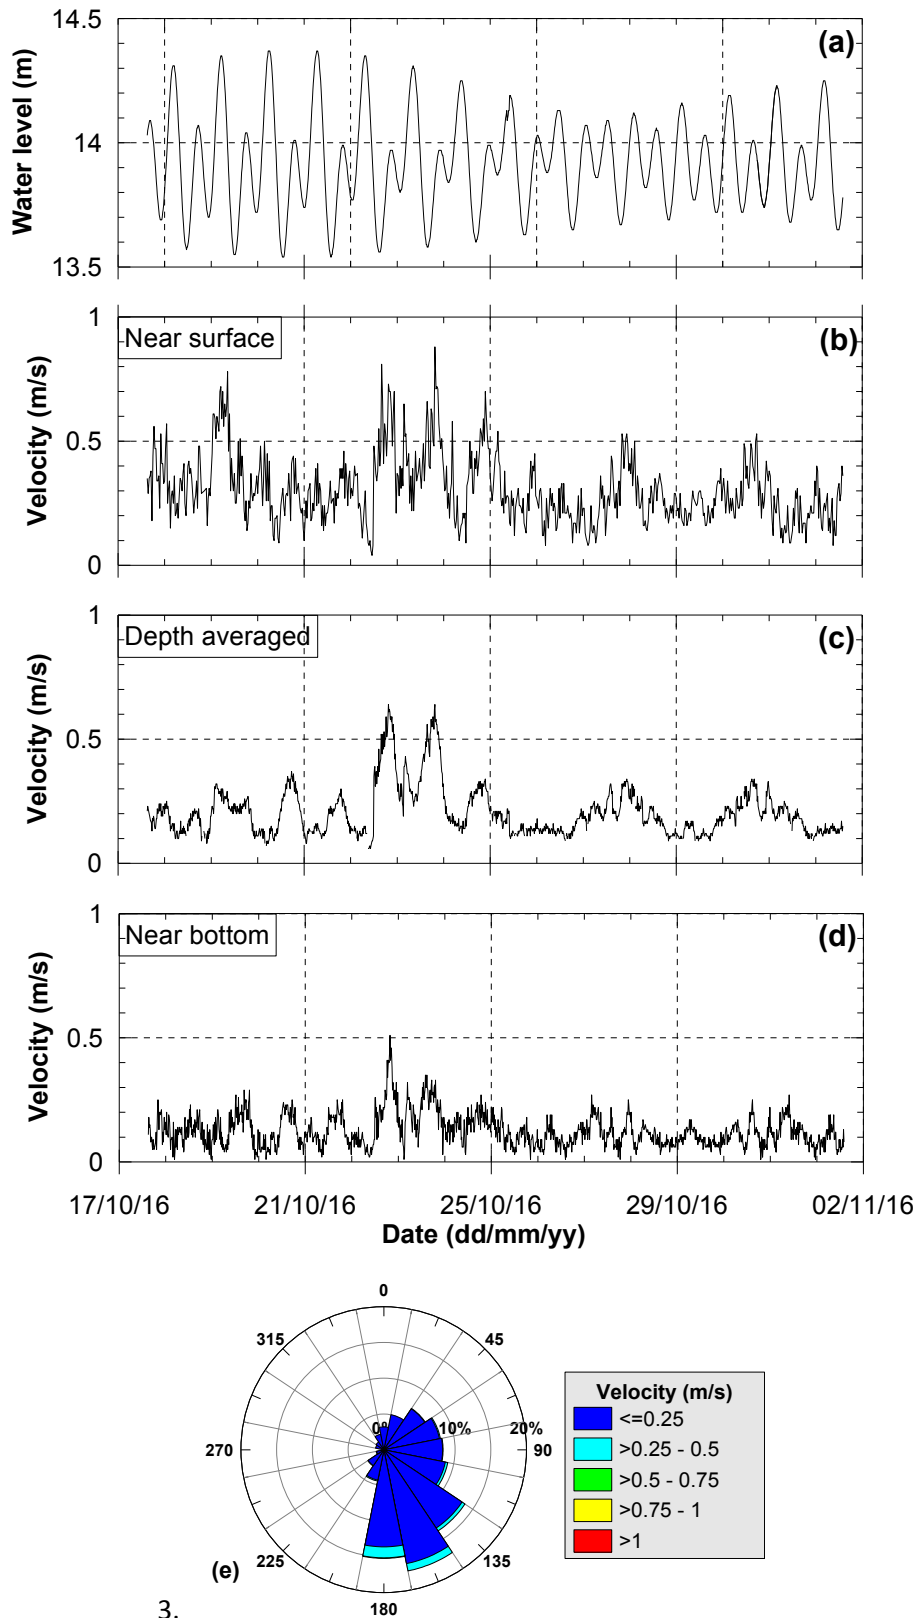 14.5
(a)
Water level (m)
14
13.5
1
Near surface
(b)
Velocity (m/s)
0.5
0
1
Depth averaged
(c)
Velocity (m/s)
0.5
0
1
Near bottom
(d)
Velocity (m/s)
0.5
0
17/10/16 21/10/16 25/10/16 29/10/16 02/11/16
Date (dd/mm/yy)
0
315 45
0% 10% 20%
270 90
225 135
180
(e)
Velocity (m/s)
<=0.25
>0.25 - 0.5
>0.5 - 0.75
>0.75 - 1
>1
3.